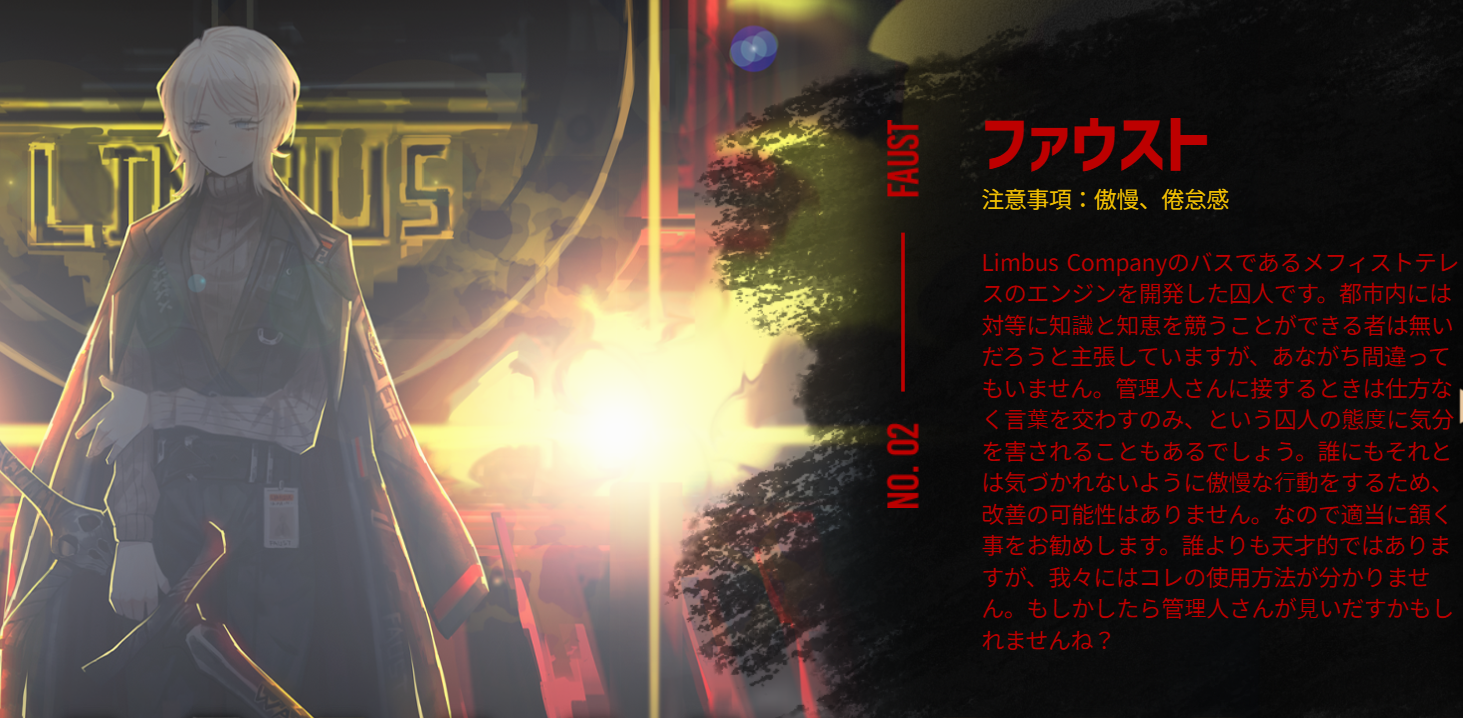 LIMBUS
FAUST
NO. 02
ファウスト
注意事項：傲慢、倦怠感
Limbus Companyのバスであるメフィストテレ
スのエンジンを開発した囚人です。都市内には
対等に知識と知恵を競うことができる者は無い
だろうと主張していますが、あながち間違って
もいません。管理人さんに接するときは仕方な
く言葉を交わすのみ、という囚人の態度に気分
を害されることもあるでしょう。誰にもそれと
は気づかれないように傲慢な行動をするため、
改善の可能性はありません。なので適当に頷く
事をお勧めします。誰よりも天才的ではありま
すが、我々にはコレの使用方法が分かりませ
ん。もしかしたら管理人さんが見いだすかもし
れませんね？